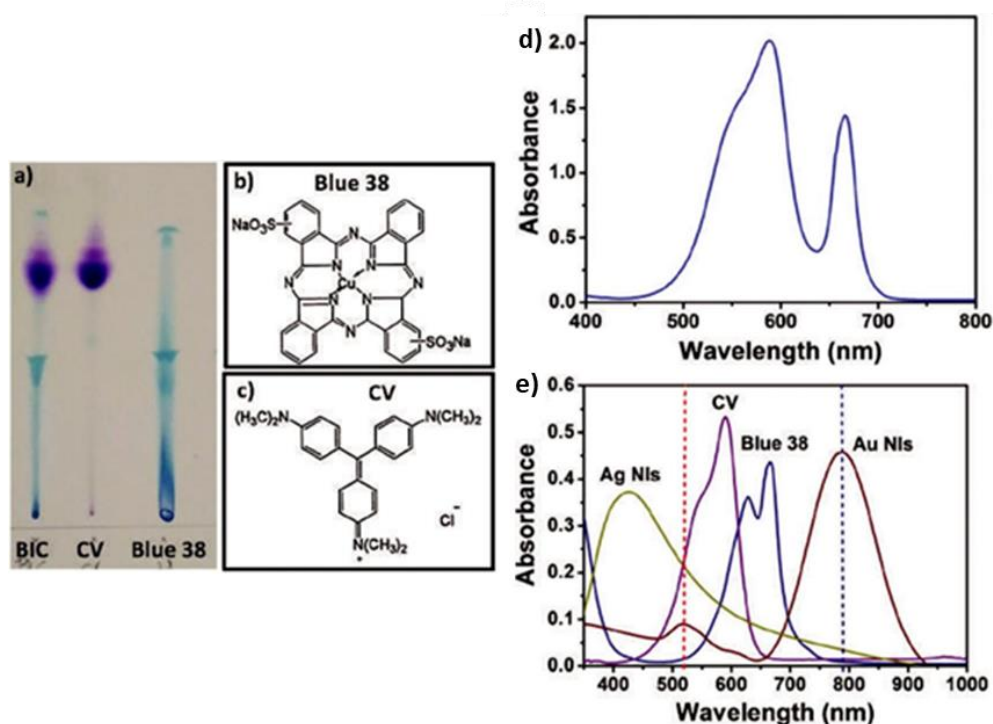 a)
BIC CV Blue 38
b) Blue 38
NaO₃S
N
N
N
N
Cu
N
N
N
N
SO₃Na
c) CV
(H₃C)₂N
N(CH₃)₂
Cl⁻
N(CH₃)₂
+
d)
Absorbance
2.0
1.5
1.0
0.5
0.0
400 500 600 700 800
Wavelength (nm)
e)
Absorbance
0.6
0.5
0.4
0.3
0.2
0.1
0.0
CV
Blue 38
Au NIs
Ag NIs
400 500 600 700 800 900 1000
Wavelength (nm)